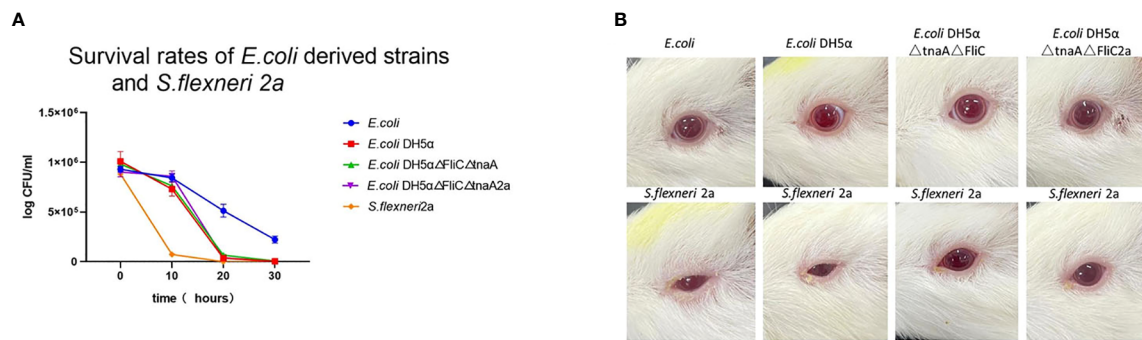 A
Survival rates of E.coli derived strains
and S.flexneri 2a
log CFU/ml
1.5×10⁶
1×10⁶
5×10⁵
0
0 10 20 30
time（ hours）
E.coli
E.coli DH5α
E.coli DH5αΔFliCΔtnaA
E.coli DH5αΔFliCΔtnaA2a
S.flexneri2a
B
E.coli
E.coli DH5α
E.coli DH5α
△tnaA△FliC
E.coli DH5α
△tnaA△FliC2a
S.flexneri 2a
S.flexneri 2a
S.flexneri 2a
S.flexneri 2a